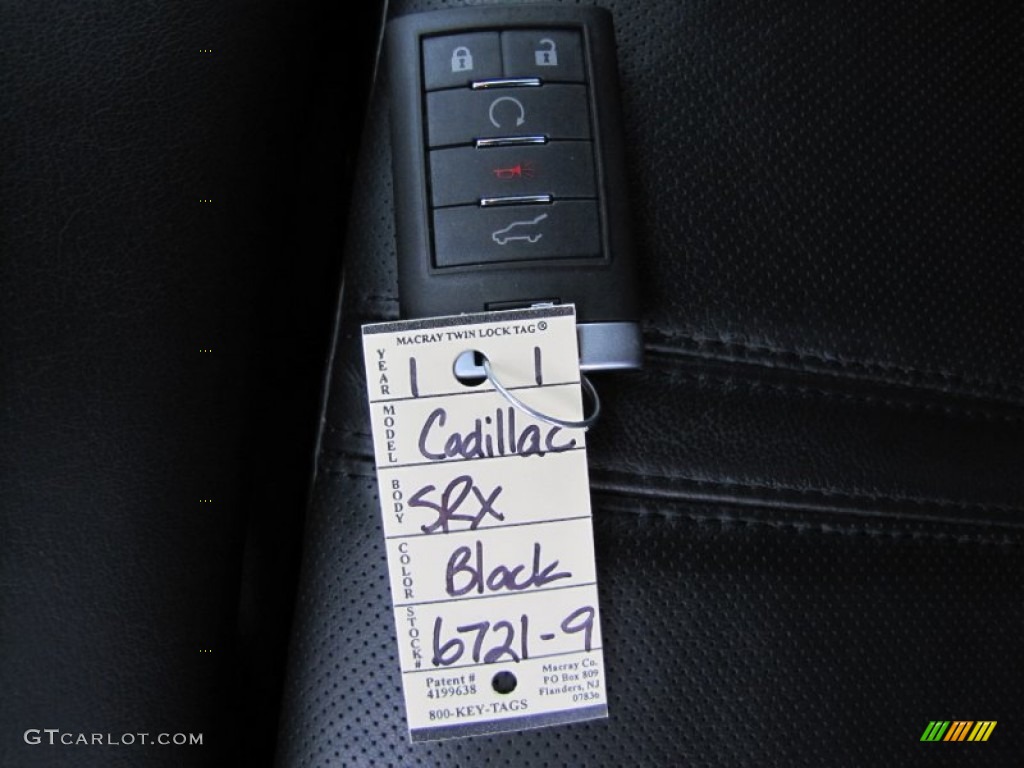 MACRAY TWIN LOCK TAG®
YEAR 1 1
MODEL Cadillac
BODY SRX
COLOR Black
STOCK# 6721-9
Patent #
4199638
800-KEY-TAGS
Macray Co.
PO Box 809
Flanders, NJ
07836
GTCARLOT.COM